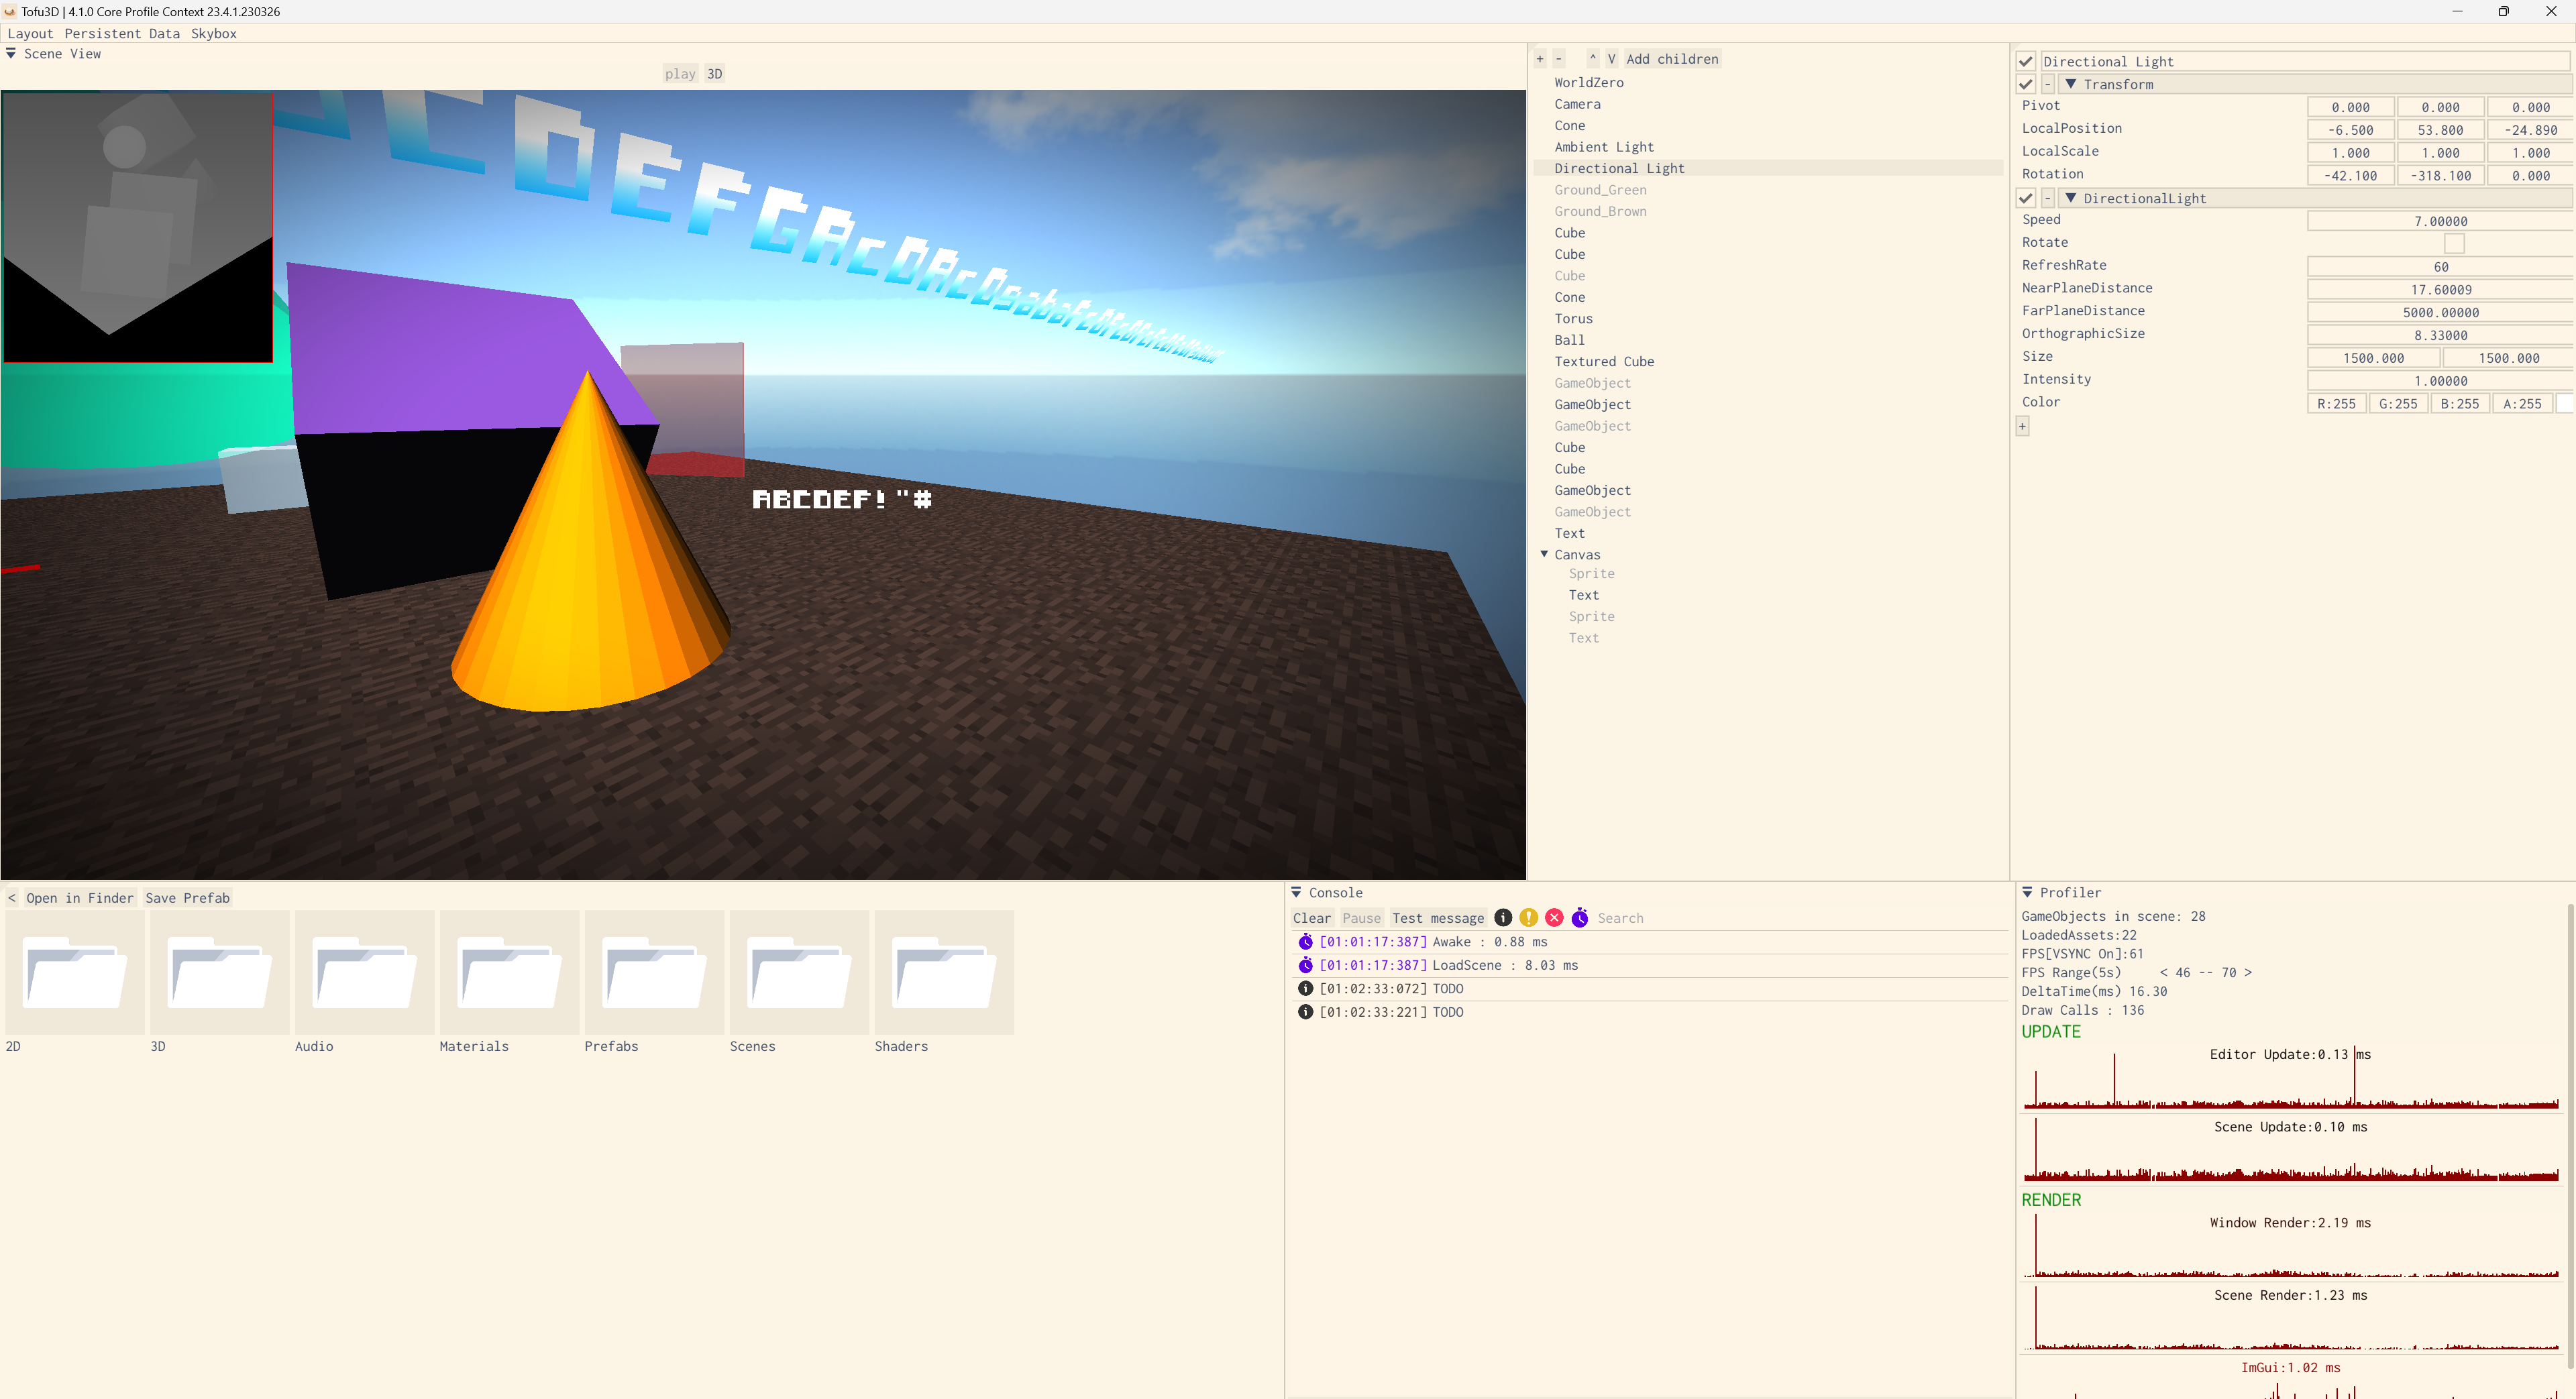 Tofu3D | 4.1.0 Core Profile Context 23.4.1.230326
Layout Persistent Data Skybox
Scene View
play 3D
CDEFGAcDAcD
ABCDEF!"#
+ - ^ V Add children
WorldZero
Camera
Cone
Ambient Light
Directional Light
Ground_Green
Ground_Brown
Cube
Cube
Cube
Cone
Torus
Ball
Textured Cube
GameObject
GameObject
GameObject
Cube
Cube
GameObject
GameObject
Text
Canvas
Sprite
Text
Sprite
Text
Directional Light
- Transform
Pivot 0.000 0.000 0.000
LocalPosition -6.500 53.800 -24.890
LocalScale 1.000 1.000 1.000
Rotation -42.100 -318.100 0.000
- DirectionalLight
Speed 7.00000
Rotate
RefreshRate 60
NearPlaneDistance 17.60009
FarPlaneDistance 5000.00000
OrthographicSize 8.33000
Size 1500.000 1500.000
Intensity 1.00000
Color R:255 G:255 B:255 A:255
+
< Open in Finder Save Prefab
2D 3D Audio Materials Prefabs Scenes Shaders
Console
Clear Pause Test message Search
[01:01:17:387] Awake : 0.88 ms
[01:01:17:387] LoadScene : 8.03 ms
[01:02:33:072] TODO
[01:02:33:221] TODO
Profiler
GameObjects in scene: 28
LoadedAssets:22
FPS[VSYNC On]:61
FPS Range(5s) < 46 -- 70 >
DeltaTime(ms) 16.30
Draw Calls : 136
UPDATE
Editor Update:0.13 ms
Scene Update:0.10 ms
RENDER
Window Render:2.19 ms
Scene Render:1.23 ms
ImGui:1.02 ms